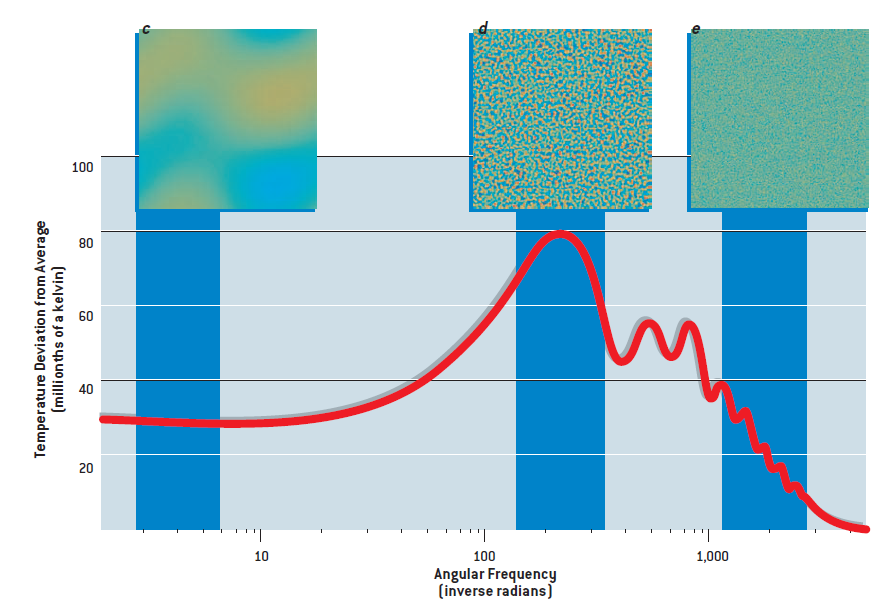 c
d
e
100
80
60
40
20
Temperature Deviation from Average
(millionths of a kelvin)
10
100
1,000
Angular Frequency
(inverse radians)